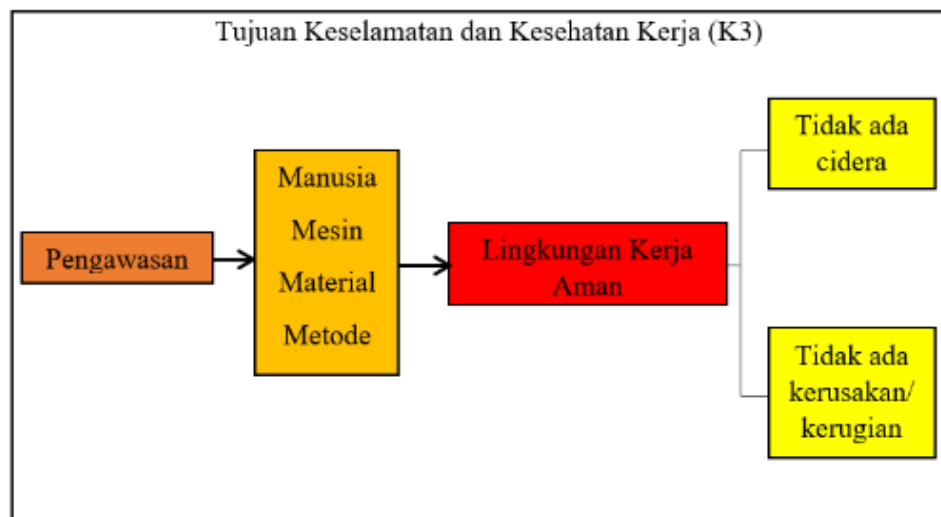 Tujuan Keselamatan dan Kesehatan Kerja (K3)
Pengawasan
Manusia
Mesin
Material
Metode
Lingkungan Kerja
Aman
Tidak ada
cidera
Tidak ada
kerusakan/
kerugian